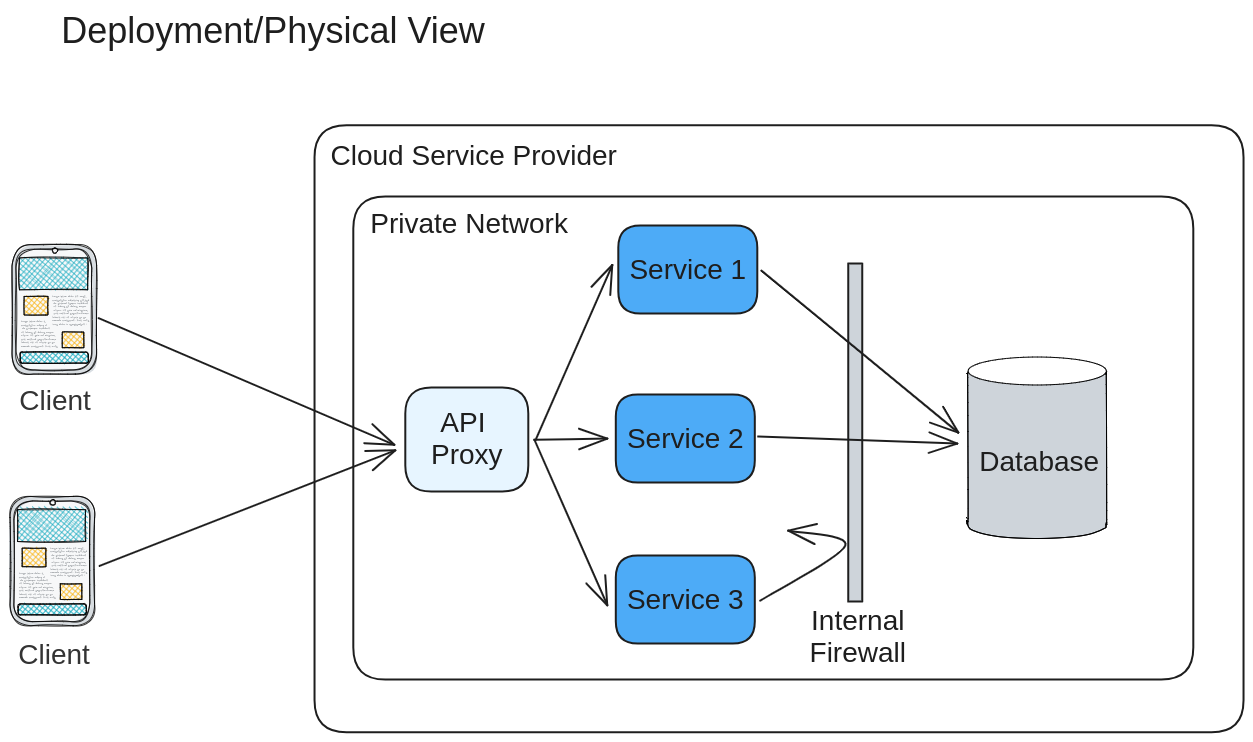 Deployment/Physical View
Cloud Service Provider
Private Network
Service 1
Client
API
Proxy
Service 2
Database
Service 3
Internal
Firewall
Client